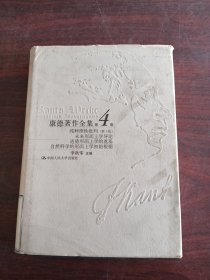 Kants Werke
康德著作全集 第4卷
纯粹理性批判（第1版）
未来形而上学导论
道德形而上学的奠基
自然科学的形而上学初始根据
李秋零 主编
中国人民大学出版社